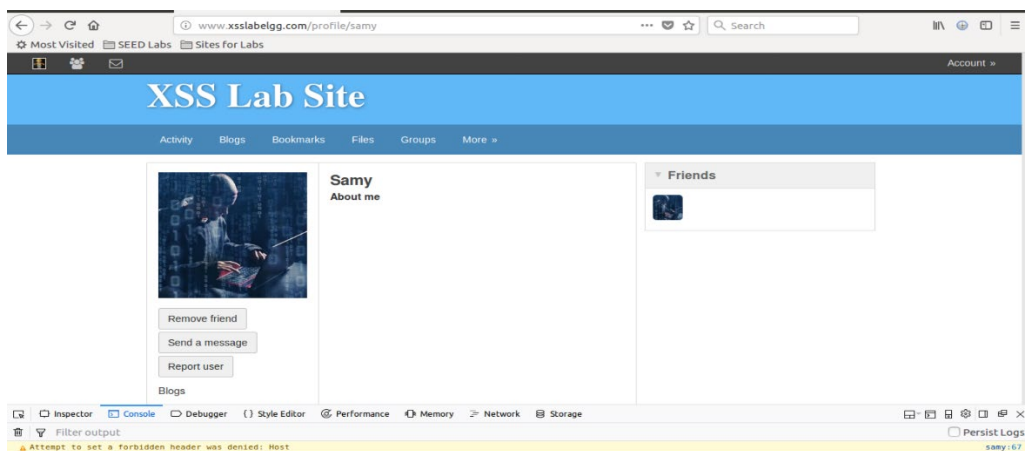 www.xsslabelgg.com/profile/samy
Search
Most Visited SEED Labs Sites for Labs
Account »
XSS Lab Site
Activity Blogs Bookmarks Files Groups More »
Samy
About me
Friends
Remove friend
Send a message
Report user
Blogs
Inspector Console Debugger {} Style Editor Performance Memory Network Storage
Filter output Persist Logs
Attempt to set a forbidden header was denied: Host samy:67